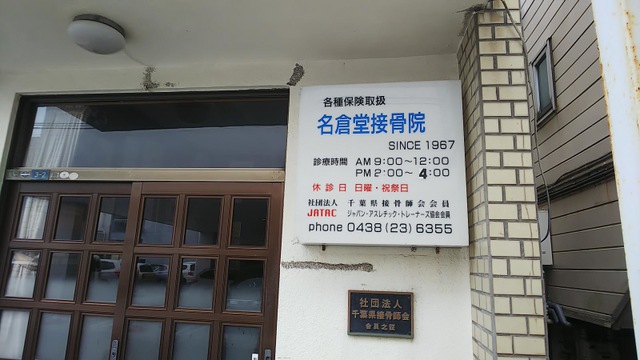 各種保険取扱
名倉堂接骨院
SINCE 1967
診療時間 AM 9:00〜12:00
PM 2:00〜 4:00
休診日 日曜・祝祭日
社団法人 千葉県接骨師会会員
JATAC ジャパン・アスレチック・トレーナーズ協会会員
phone 0438 (23) 6355
社団法人
千葉県接骨師会
会員之証